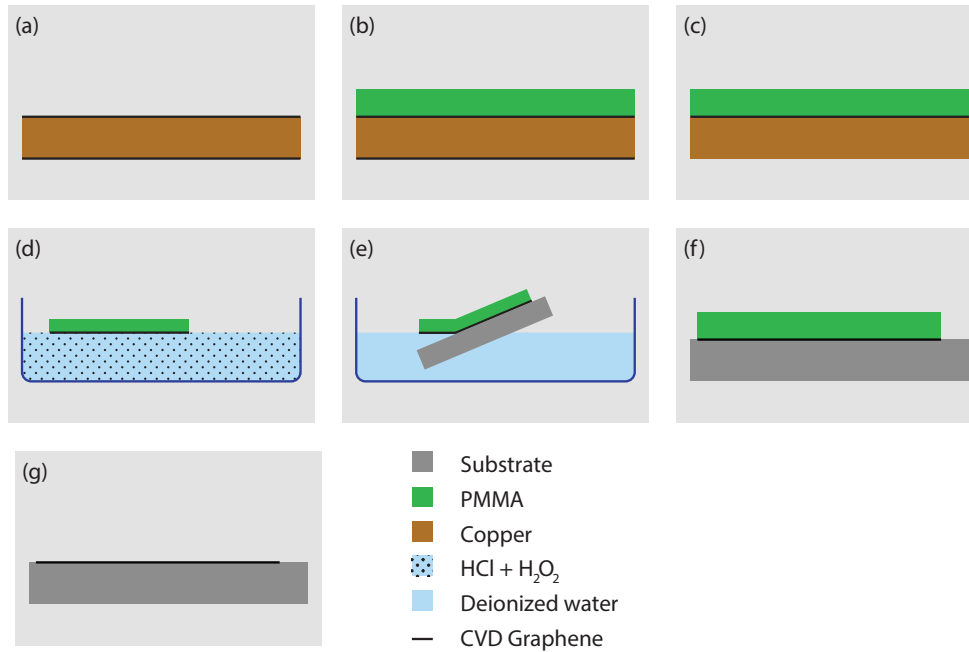 (a)
(b)
(c)
(d)
(e)
(f)
(g)
Substrate
PMMA
Copper
HCl + H₂O₂
Deionized water
CVD Graphene